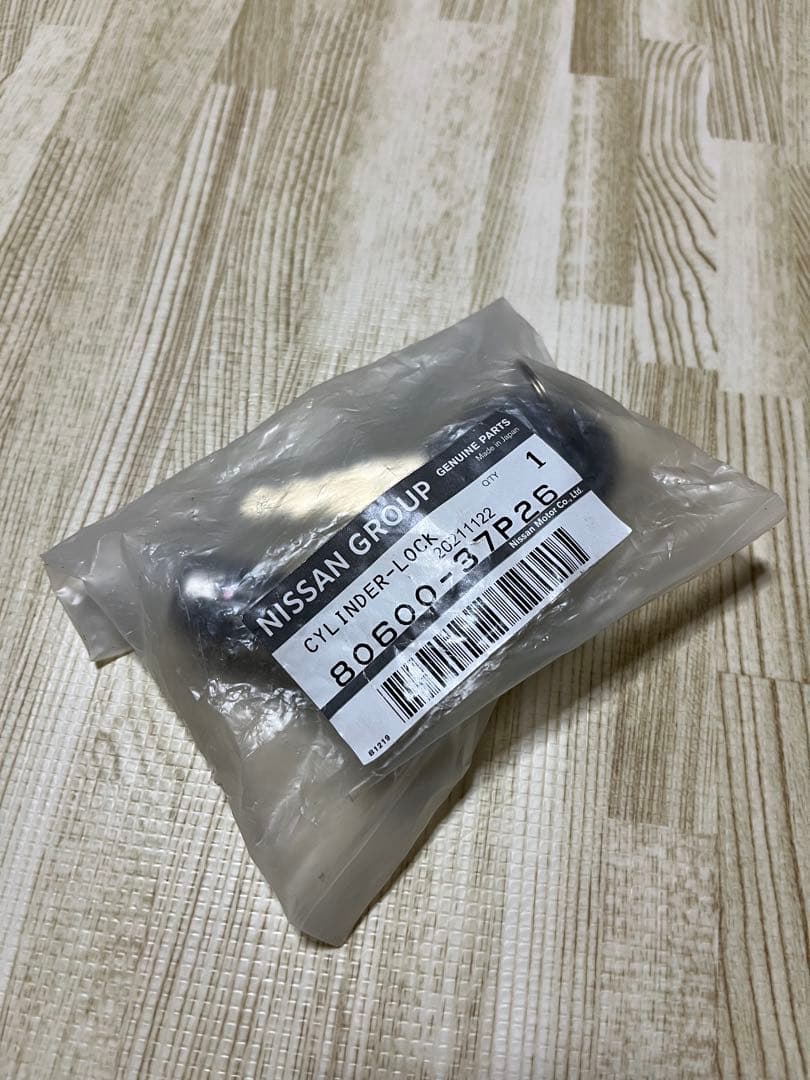 NISSAN GROUP GENUINE PARTS
Made in Japan
CYLINDER-LOCK 20211122 QTY 1
80600-37P26
Nissan Motor Co., Ltd.
B1219